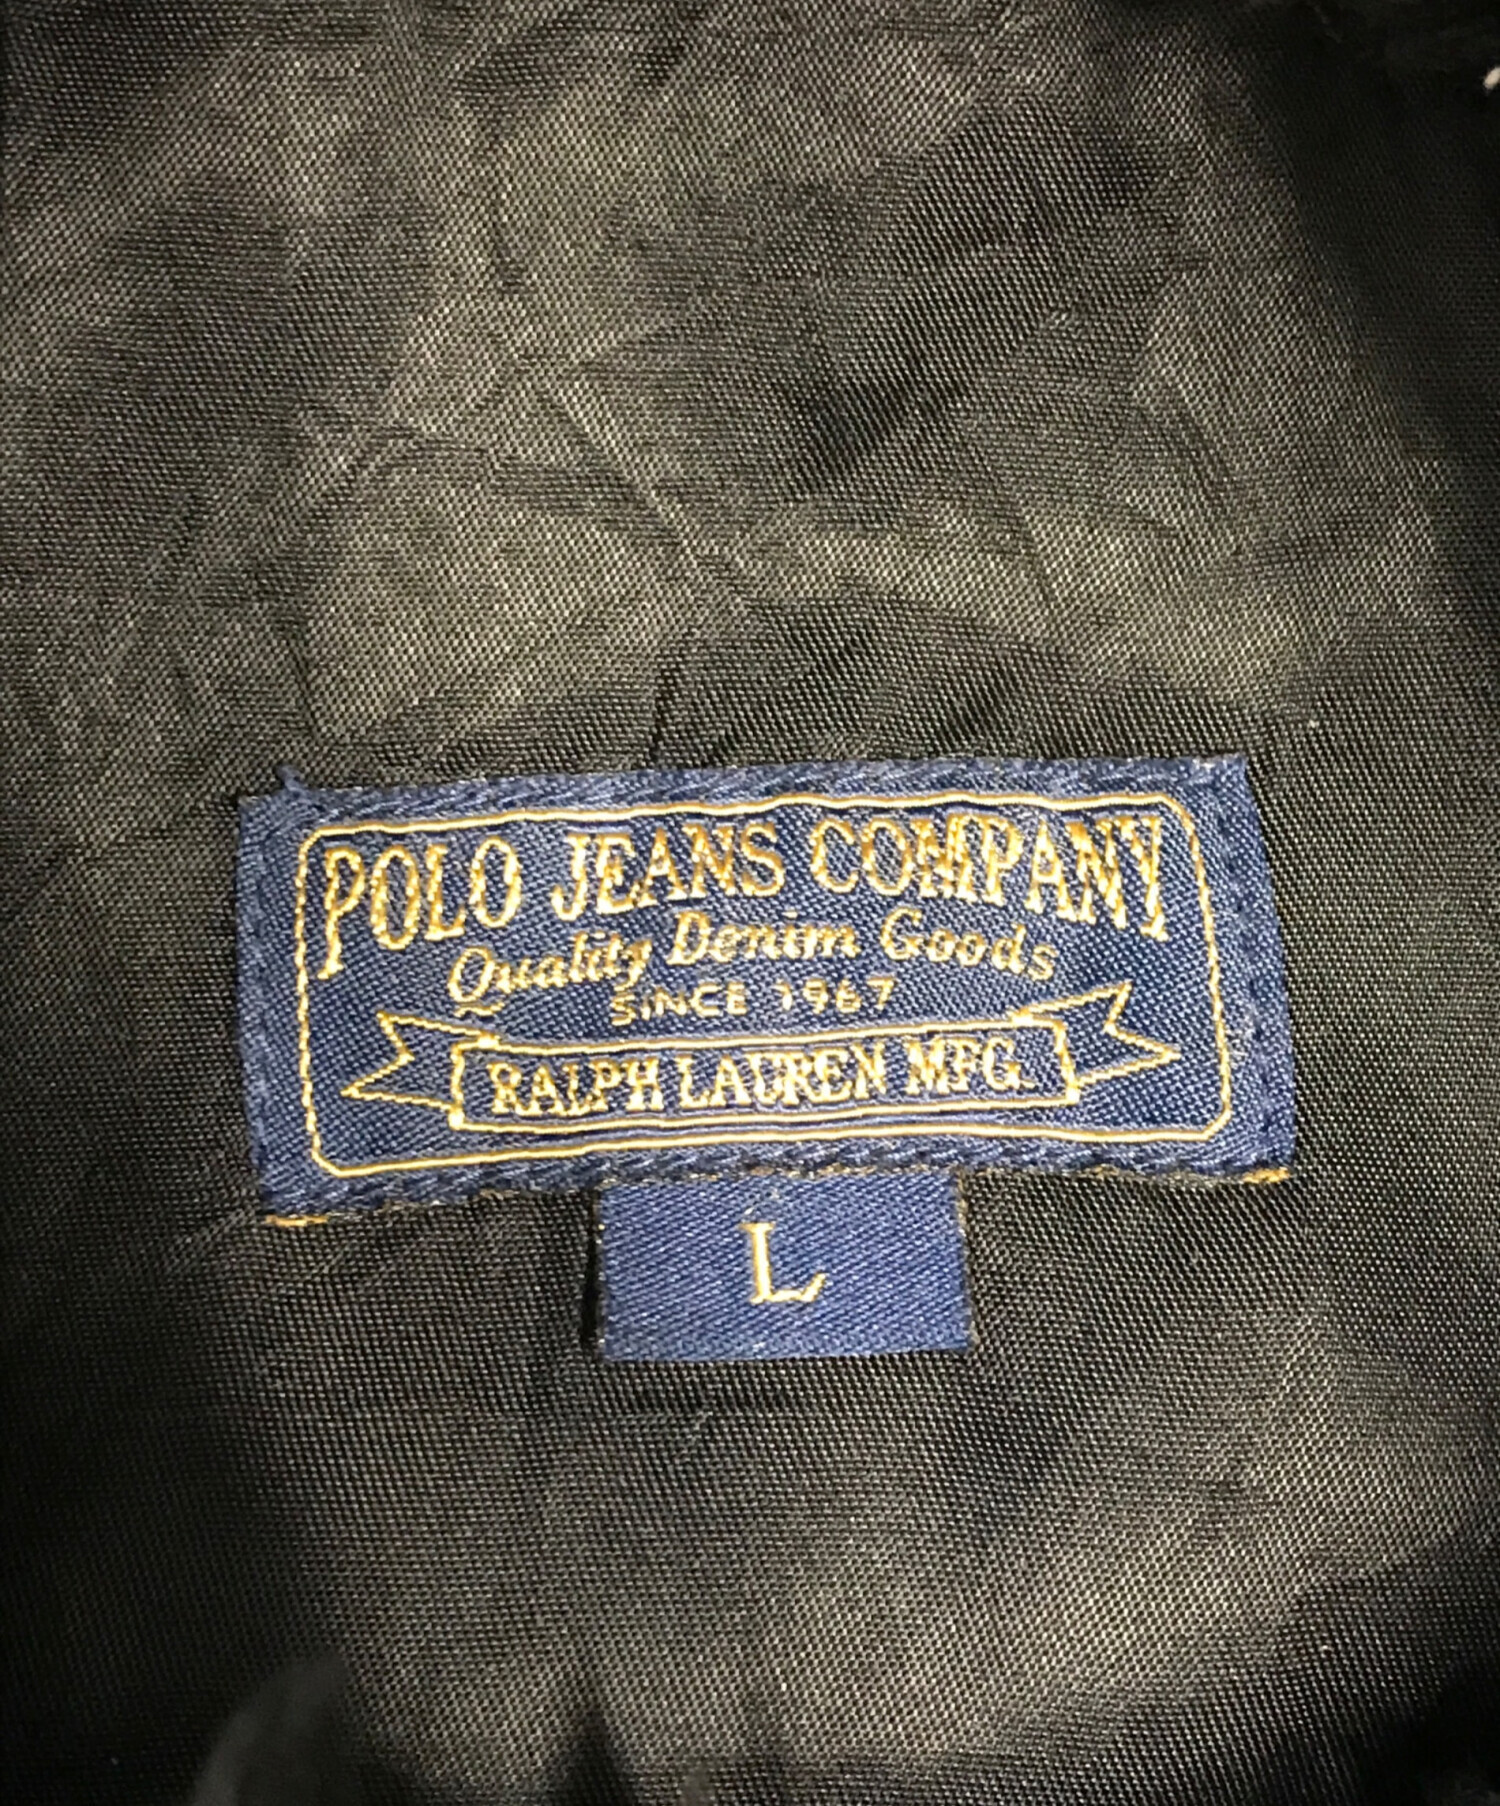 POLO JEANS COMPANY
Quality Denim Goods
SINCE 1967
RALPH LAUREN MFG.
L